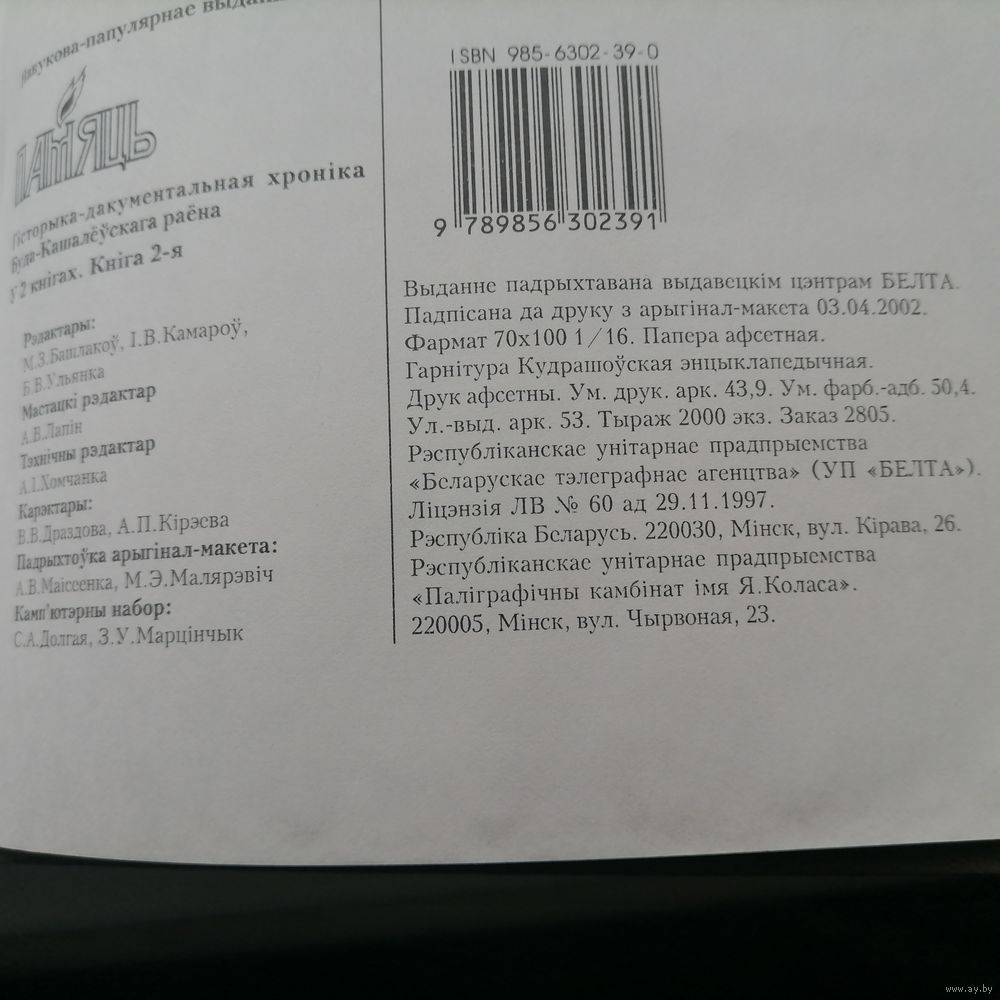 Навукова-папулярнае
ПАМЯЦЬ
Гісторыка-дакументальная хроніка
Буда-Кашалёўскага раёна
У 2 кнігах. Кніга 2-я
Рэдактары:
М.З.Башлакоў, І.В.Камароў,
Б.В.Ульянка
Мастацкі рэдактар
А.В.Лапін
Тэхнічны рэдактар
А.І.Хомчанка
Карэктары:
В.В.Драздова, А.П.Кірэева
Падрыхтоўка арыгінал-макета:
А.В.Маісеенка, М.Э.Малярэвіч
Камп'ютэрны набор:
С.А.Долгая, З.У.Марцінчык
ISBN 985-6302-39-0
9 789856 302391
Выданне падрыхтавана выдавецкім цэнтрам БЕЛТА.
Падпісана да друку з арыгінал-макета 03.04.2002.
Фармат 70х100 1/16. Папера афсетная.
Гарнітура Кудрашоўская энцыклапедычная.
Друк афсетны. Ум. друк. арк. 43,9. Ум. фарб.-адб. 50,4.
Ул.-выд. арк. 53. Тыраж 2000 экз. Заказ 2805.
Рэспубліканскае унітарнае прадпрыемства
«Беларускае тэлеграфнае агенцтва» (УП «БЕЛТА»).
Ліцэнзія ЛВ № 60 ад 29.11.1997.
Рэспубліка Беларусь. 220030, Мінск, вул. Кірава, 26.
Рэспубліканскае унітарнае прадпрыемства
«Паліграфічны камбінат імя Я.Коласа».
220005, Мінск, вул. Чырвоная, 23.
www.ay.by